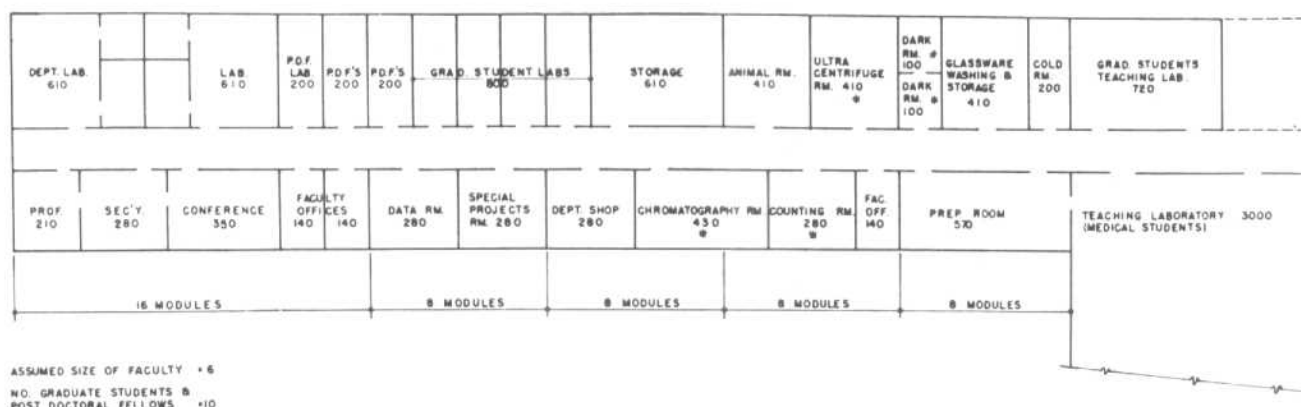 DEPT. LAB.
610
LAB.
610
P.D.F.
LAB.
200
P.D.F'S
200
P.D.F'S
200
GRAD. STUDENT LABS
800
STORAGE
610
ANIMAL RM.
410
ULTRA
CENTRIFUGE
RM. 410
*
DARK
RM. *
100
DARK
RM. *
100
GLASSWARE
WASHING &
STORAGE
410
COLD
RM.
200
GRAD. STUDENTS
TEACHING LAB.
720
PROF.
210
SEC'Y.
280
CONFERENCE
350
FACULTY
OFFICES
140 140
DATA RM.
280
SPECIAL
PROJECTS
RM. 280
DEPT. SHOP
280
CHROMATOGRAPHY RM
430
*
COUNTING RM.
280
*
FAC.
OFF.
140
PREP ROOM
570
TEACHING LABORATORY 3000
(MEDICAL STUDENTS)
16 MODULES
8 MODULES
8 MODULES
8 MODULES
8 MODULES
ASSUMED SIZE OF FACULTY = 6
NO. GRADUATE STUDENTS &
POST DOCTORAL FELLOWS =10